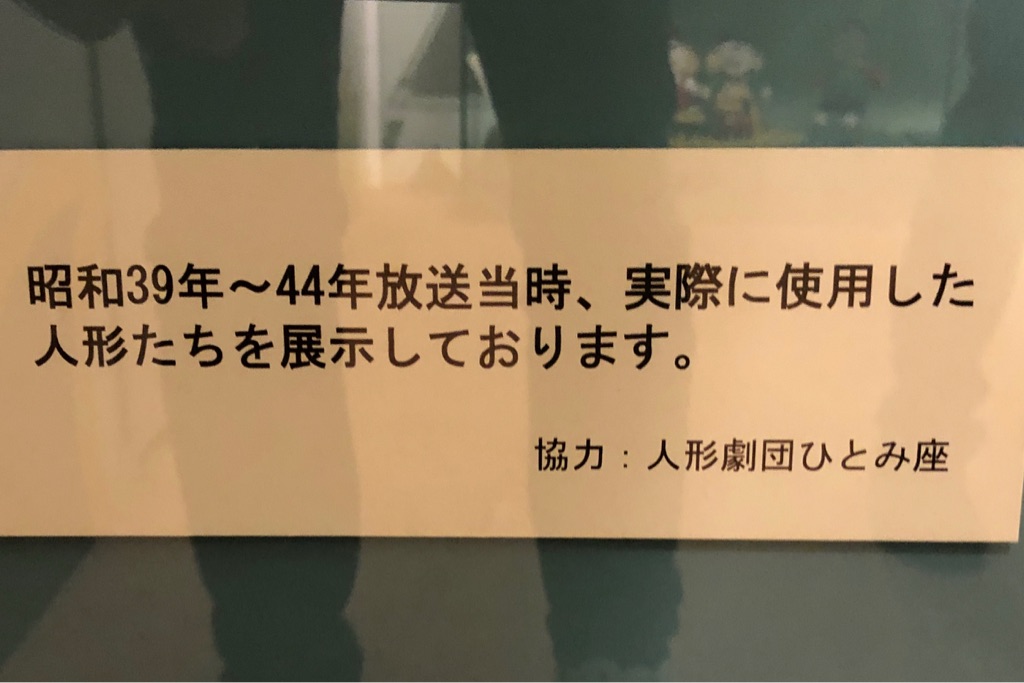 昭和39年～44年放送当時、実際に使用した
人形たちを展示しております。
協力：人形劇団ひとみ座